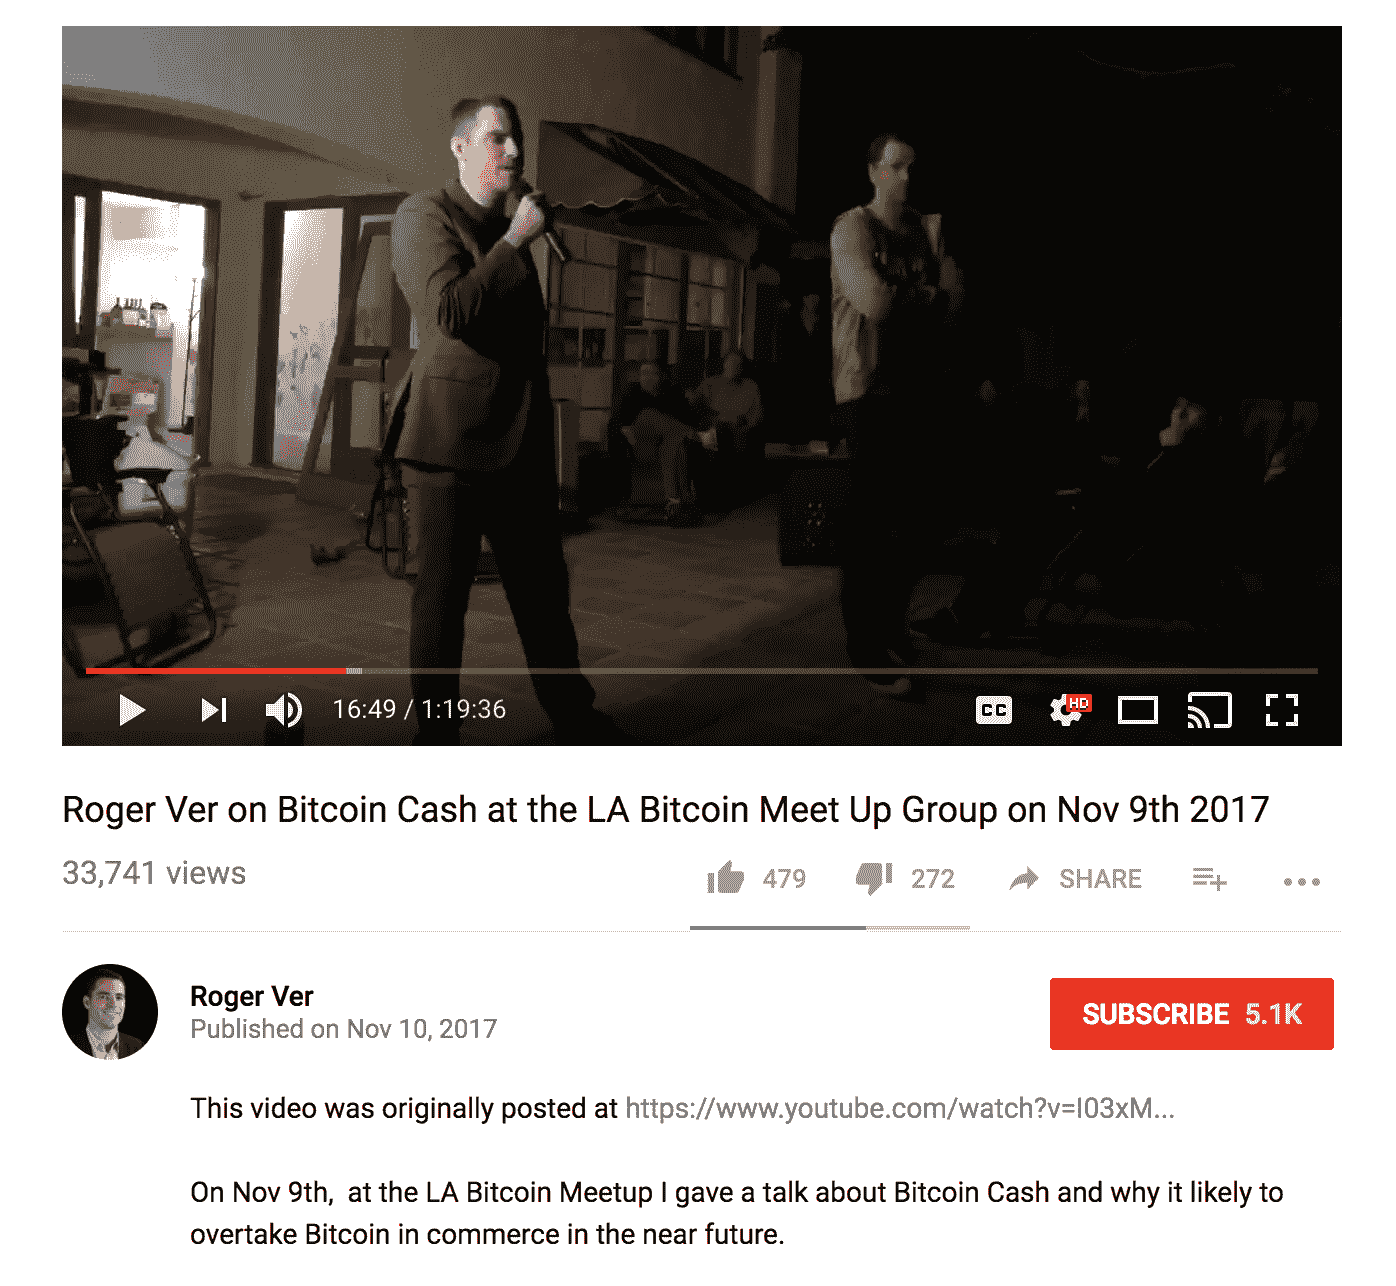 16:49 / 1:19:36
CC
HD
Roger Ver on Bitcoin Cash at the LA Bitcoin Meet Up Group on Nov 9th 2017
33,741 views
479
272
SHARE
Roger Ver
Published on Nov 10, 2017
SUBSCRIBE 5.1K
This video was originally posted at https://www.youtube.com/watch?v=I03xM...
On Nov 9th,  at the LA Bitcoin Meetup I gave a talk about Bitcoin Cash and why it likely to
overtake Bitcoin in commerce in the near future.